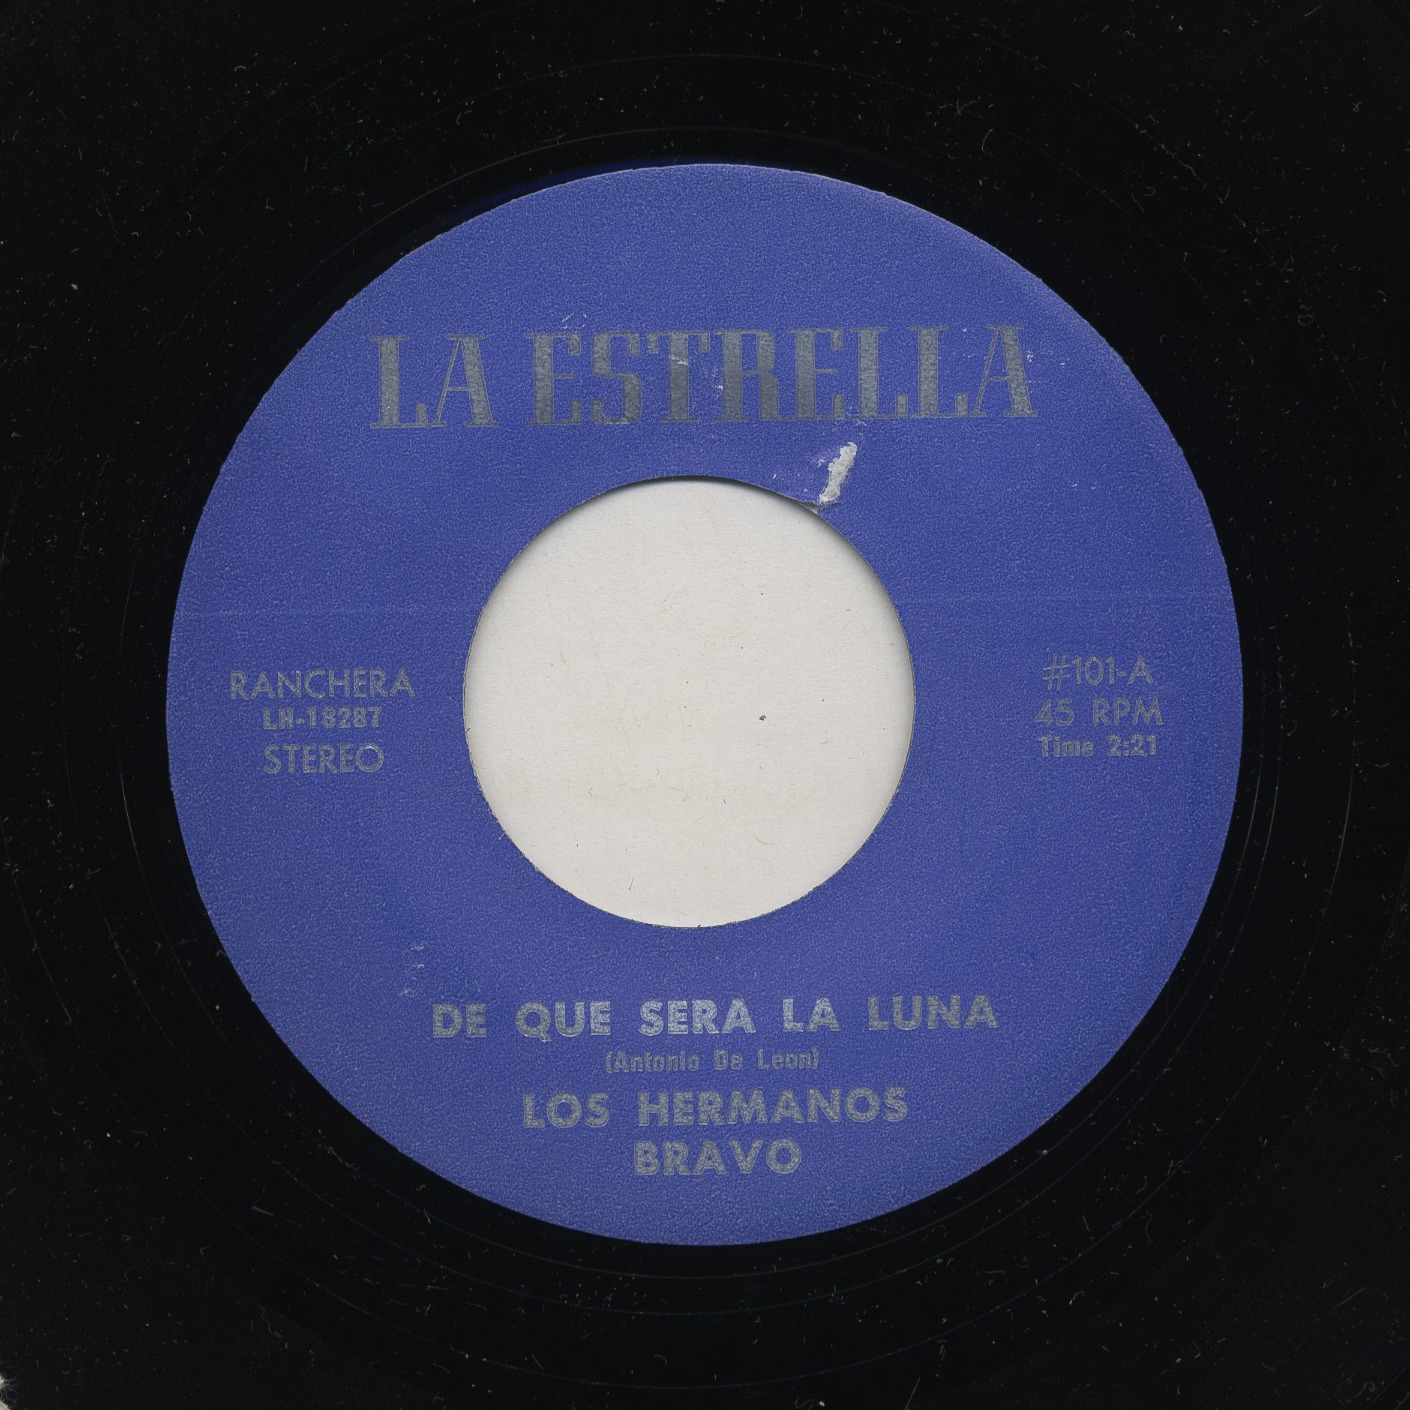 LA ESTRELLA
RANCHERA
LH-18287
STEREO
#101-A
45 RPM
Time 2:21
DE QUE SERA LA LUNA
(Antonio De Leon)
LOS HERMANOS
BRAVO